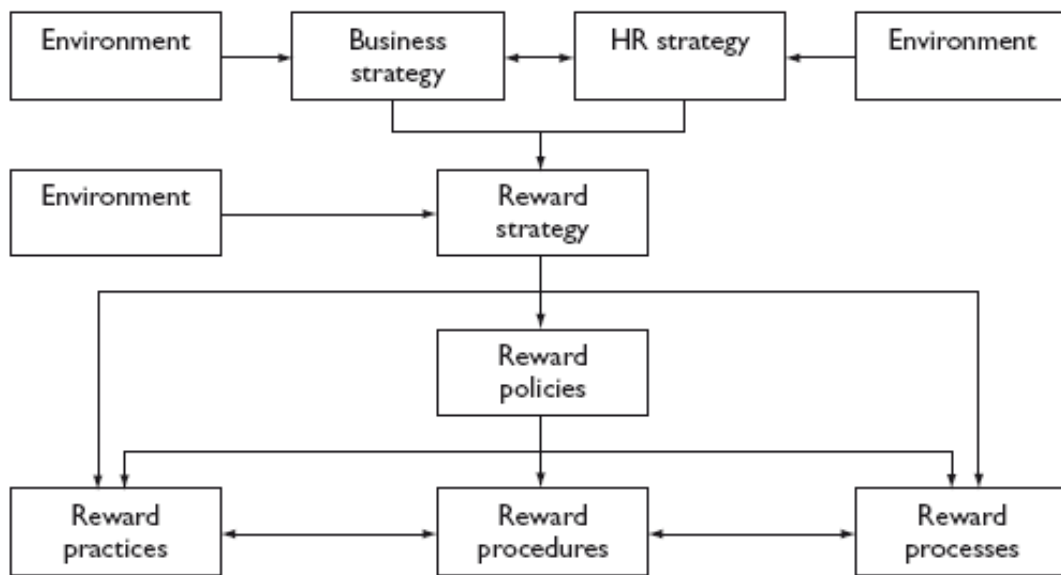 Environment
Business
strategy
HR strategy
Environment
Environment
Reward
strategy
Reward
policies
Reward
practices
Reward
procedures
Reward
processes